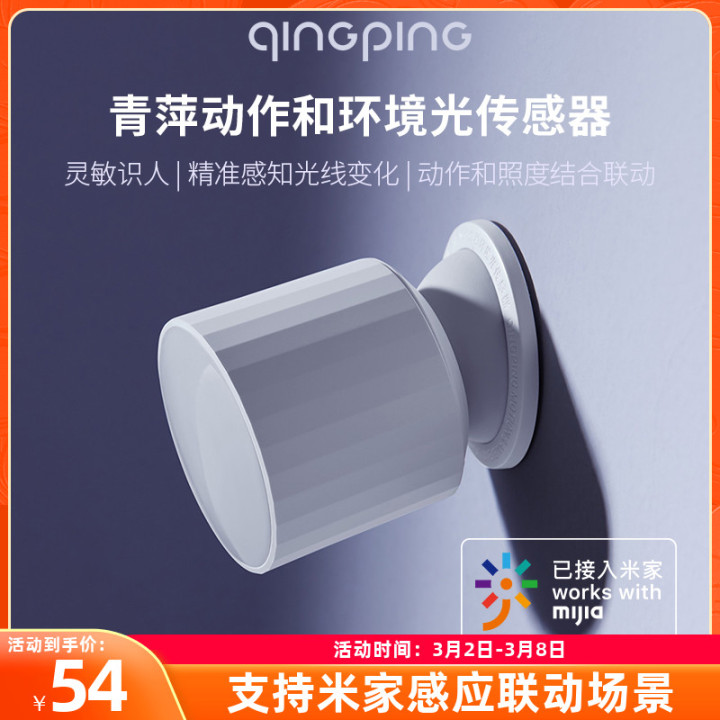 qingping
青萍动作和环境光传感器
灵敏识人 | 精准感知光线变化 | 动作和照度结合联动
已接入米家
works with
mijia
活动到手价:
¥54
活动时间：3月2日-3月8日
支持米家感应联动场景